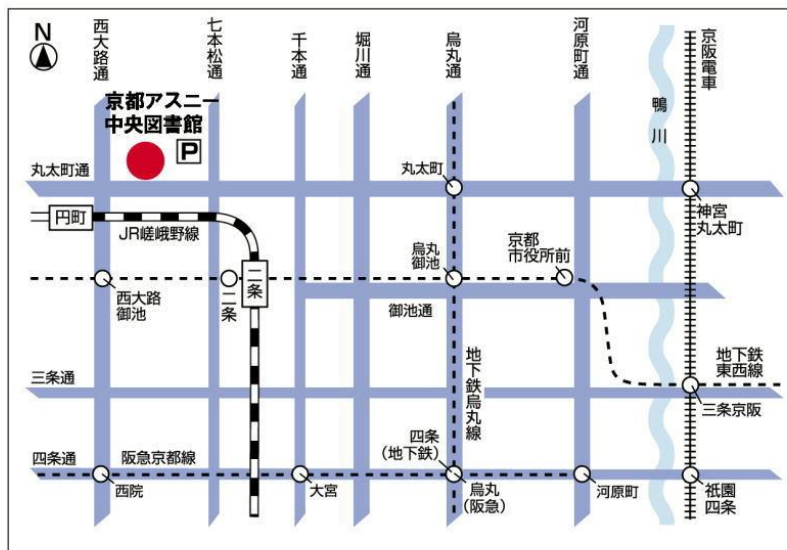 N
西大路通
七本松通
千本通
堀川通
烏丸通
河原町通
京阪電車
鴨川
京都アスニー
中央図書館
P
丸太町通
丸太町
神宮
丸太町
円町
JR嵯峨野線
烏丸
御池
京都
市役所前
西大路
御池
二条
二条
御池通
地下鉄烏丸線
地下鉄
東西線
三条通
三条京阪
四条通
阪急京都線
四条
(地下鉄)
西院
大宮
烏丸
(阪急)
河原町
祇園
四条